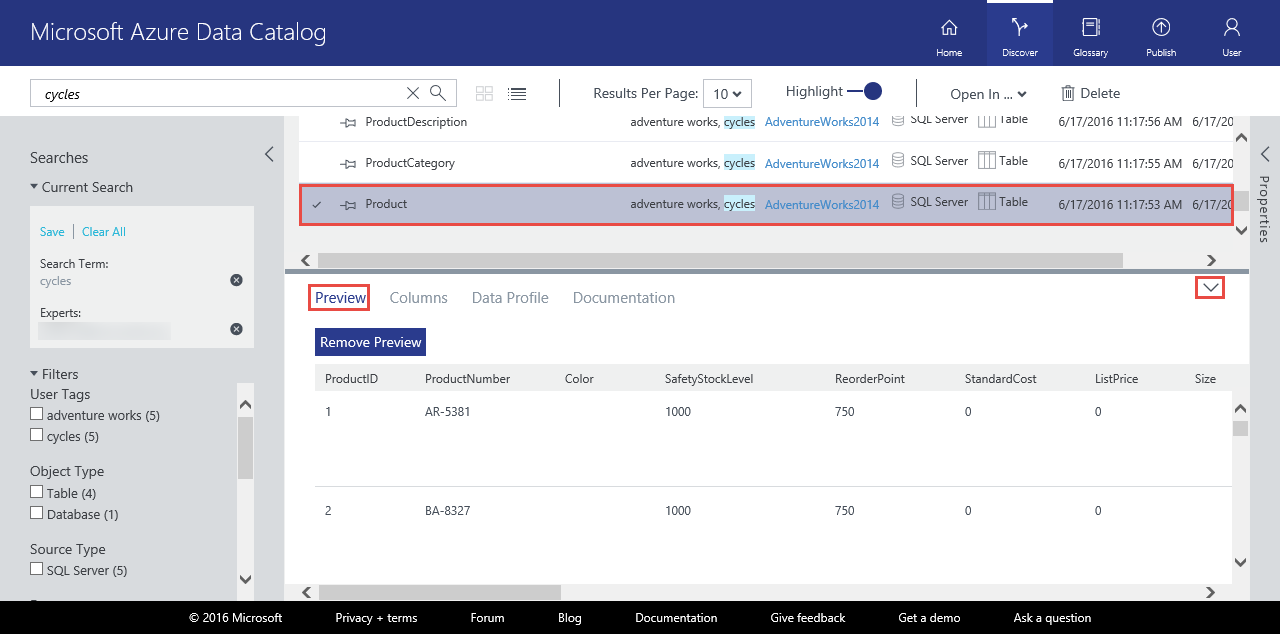 Microsoft Azure Data Catalog
Home
Discover
Glossary
Publish
User
cycles
Results Per Page: 10
Highlight
Open In ...
Delete
Searches
Current Search
Save | Clear All
Search Term:
cycles
Experts:
Filters
User Tags
adventure works (5)
cycles (5)
Object Type
Table (4)
Database (1)
Source Type
SQL Server (5)
ProductDescription adventure works, cycles AdventureWorks2014 SQL Server Table 6/17/2016 11:17:56 AM 6/17/20
ProductCategory adventure works, cycles AdventureWorks2014 SQL Server Table 6/17/2016 11:17:55 AM 6/17/20
Product adventure works, cycles AdventureWorks2014 SQL Server Table 6/17/2016 11:17:53 AM 6/17/20
Properties
Preview Columns Data Profile Documentation
Remove Preview
ProductID ProductNumber Color SafetyStockLevel ReorderPoint StandardCost ListPrice Size
1 AR-5381 1000 750 0 0
2 BA-8327 1000 750 0 0
© 2016 Microsoft Privacy + terms Forum Blog Documentation Give feedback Get a demo Ask a question